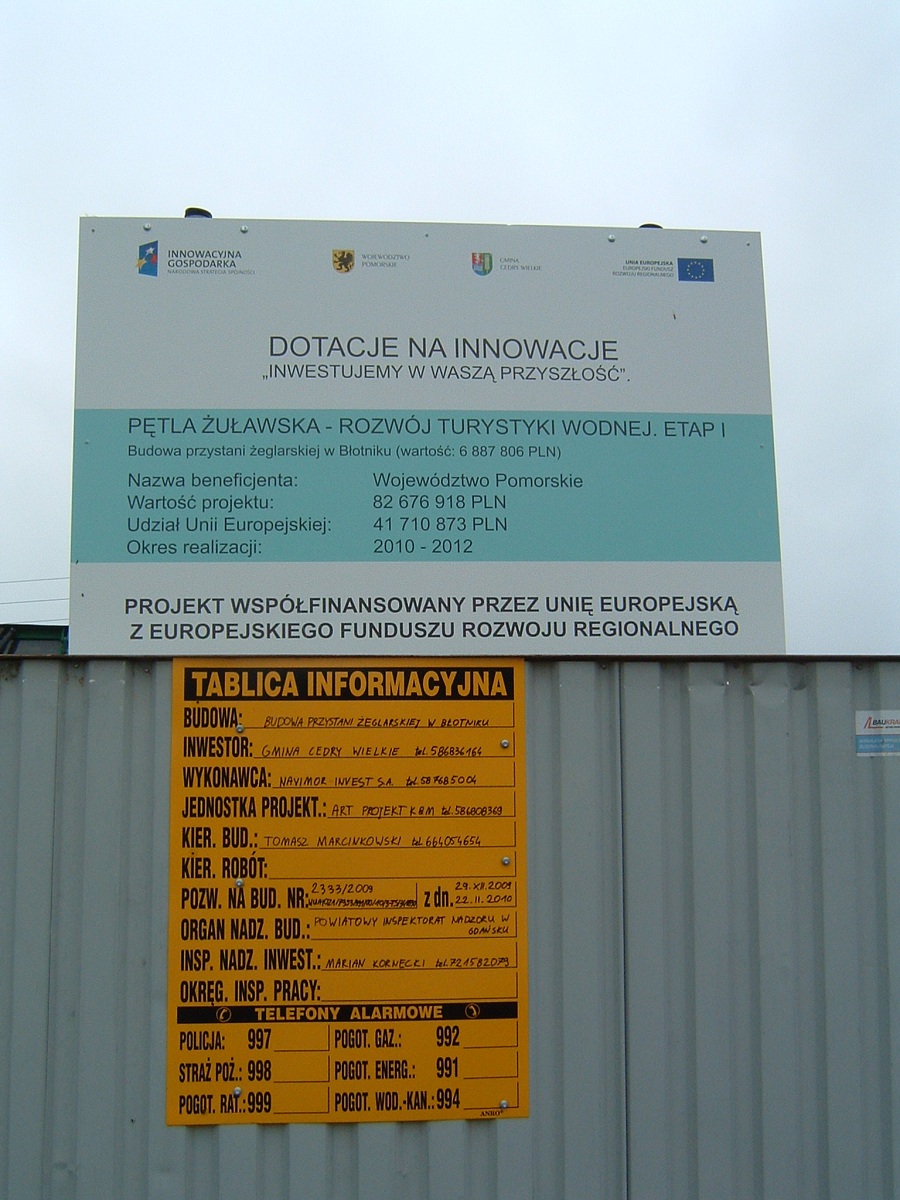 INNOWACYJNA
GOSPODARKA
NARODOWA STRATEGIA SPÓJNOŚCI
WOJEWÓDZTWO
POMORSKIE
GMINA
CEDRY WIELKIE
UNIA EUROPEJSKA
EUROPEJSKI FUNDUSZ
ROZWOJU REGIONALNEGO
DOTACJE NA INNOWACJE
„INWESTUJEMY W WASZĄ PRZYSZŁOŚĆ”.
PĘTLA ŻUŁAWSKA - ROZWÓJ TURYSTYKI WODNEJ. ETAP I
Budowa przystani żeglarskiej w Błotniku (wartość: 6 887 806 PLN)
Nazwa beneficjenta: Województwo Pomorskie
Wartość projektu: 82 676 918 PLN
Udział Unii Europejskiej: 41 710 873 PLN
Okres realizacji: 2010 - 2012
PROJEKT WSPÓŁFINANSOWANY PRZEZ UNIĘ EUROPEJSKĄ
Z EUROPEJSKIEGO FUNDUSZU ROZWOJU REGIONALNEGO
TABLICA INFORMACYJNA
BUDOWA: BUDOWA PRZYSTANI ŻEGLARSKIEJ W BŁOTNIKU
INWESTOR: GMINA CEDRY WIELKIE tel. 586836164
WYKONAWCA: NAVIMOR INVEST S.A. tel. 587685004
JEDNOSTKA PROJEKT.: ART PROJEKT K&M tel. 586808369
KIER. BUD.: TOMASZ MARCINKOWSKI tel. 664054654
KIER. ROBÓT:
POZW. NA BUD. NR: 2333/2009 z dn. 29.XII.2009
22.II.2010
ORGAN NADZ. BUD.: POWIATOWY INSPEKTORAT NADZORU W
GDAŃSKU
INSP. NADZ. INWEST.: MARIAN KORNECKI tel. 721582079
OKRĘG. INSP. PRACY:
TELEFONY ALARMOWE
POLICJA: 997 POGOT. GAZ.: 992
STRAŻ POŻ.: 998 POGOT. ENERG.: 991
POGOT. RAT.: 999 POGOT. WOD.-KAN.: 994
ANRO